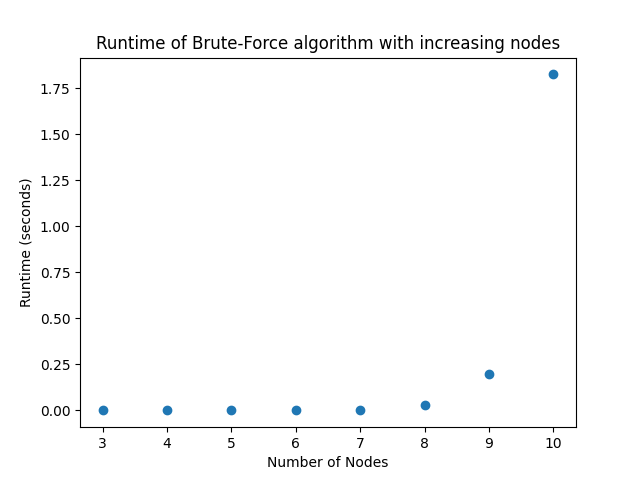 Runtime of Brute-Force algorithm with increasing nodes
1.75
1.50
1.25
1.00
0.75
0.50
0.25
0.00
Runtime (seconds)
3 4 5 6 7 8 9 10
Number of Nodes